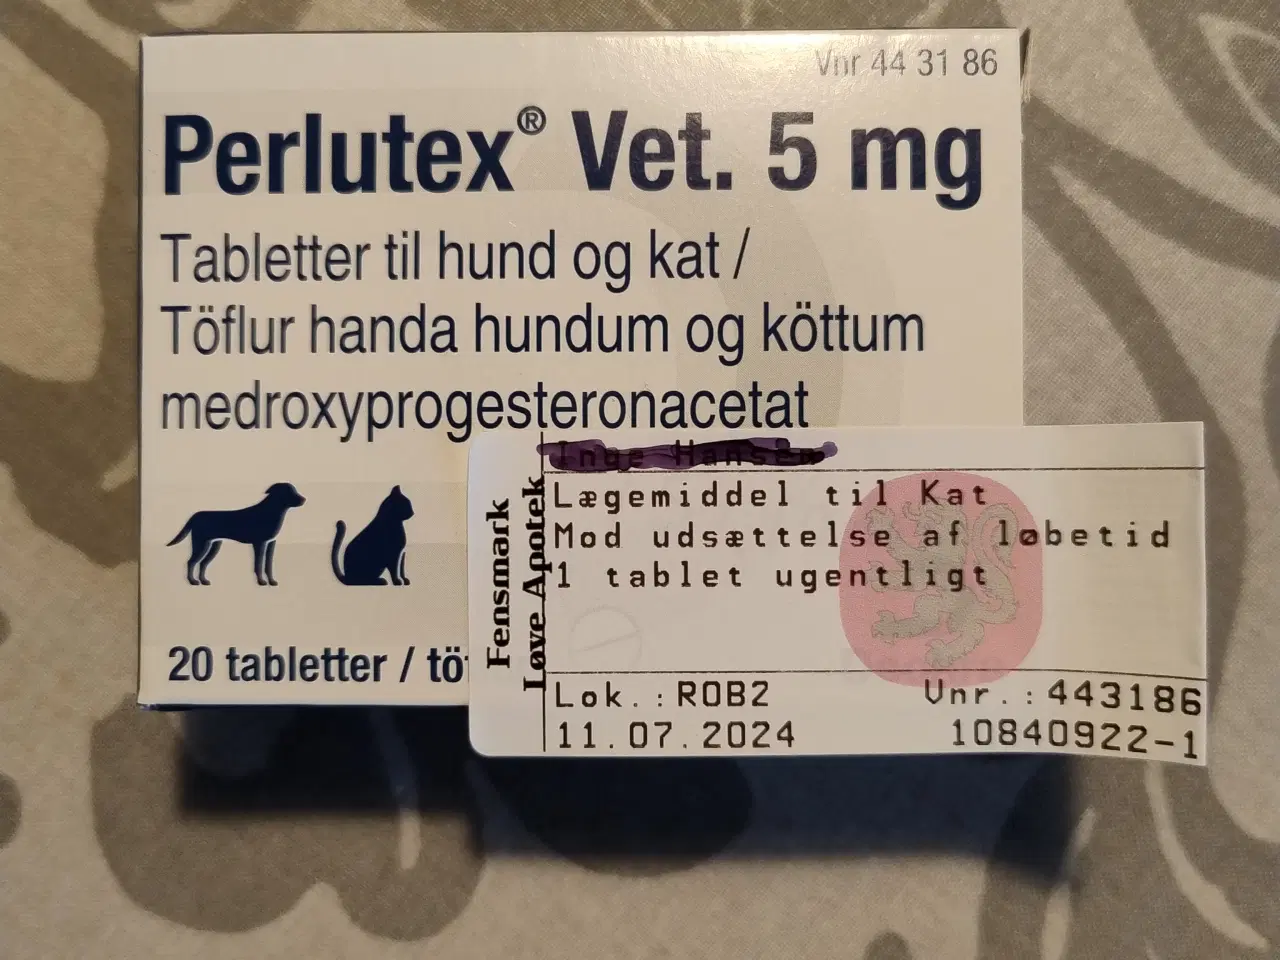 Vnr 44 31 86
Perlutex® Vet. 5 mg
Tabletter til hund og kat /
Töflur handa hundum og köttum
medroxyprogesteronacetat
20 tabletter / tö
Fensmark
Løve Apotek
Lægemiddel til Kat
Mod udsættelse af løbetid
1 tablet ugentligt
Lok.:ROB2 Vnr.:443186
11.07.2024 10840922-1